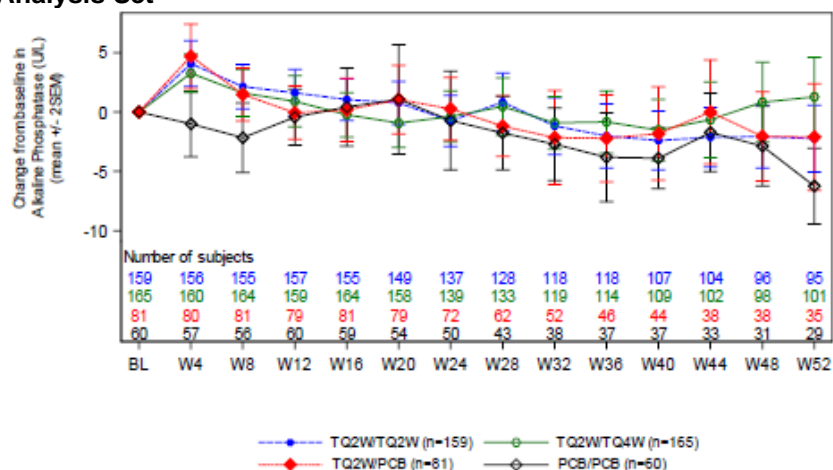 Analysis Set
Change from baseline in
Alkaline Phosphatase (U/L)
(mean +/- 2SEM)
5
0
-5
-10
Number of subjects
159 156 155 157 155 149 137 128 118 118 107 104 96 95
165 160 164 159 164 158 139 133 119 114 109 102 98 101
81 80 81 79 81 79 72 62 52 46 44 38 38 35
60 57 56 60 59 54 50 43 38 37 37 33 31 29
BL W4 W8 W12 W16 W20 W24 W28 W32 W36 W40 W44 W48 W52
TQ2W/TQ2W (n=159) TQ2W/TQ4W (n=165)
TQ2W/PCB (n=81) PCB/PCB (n=60)